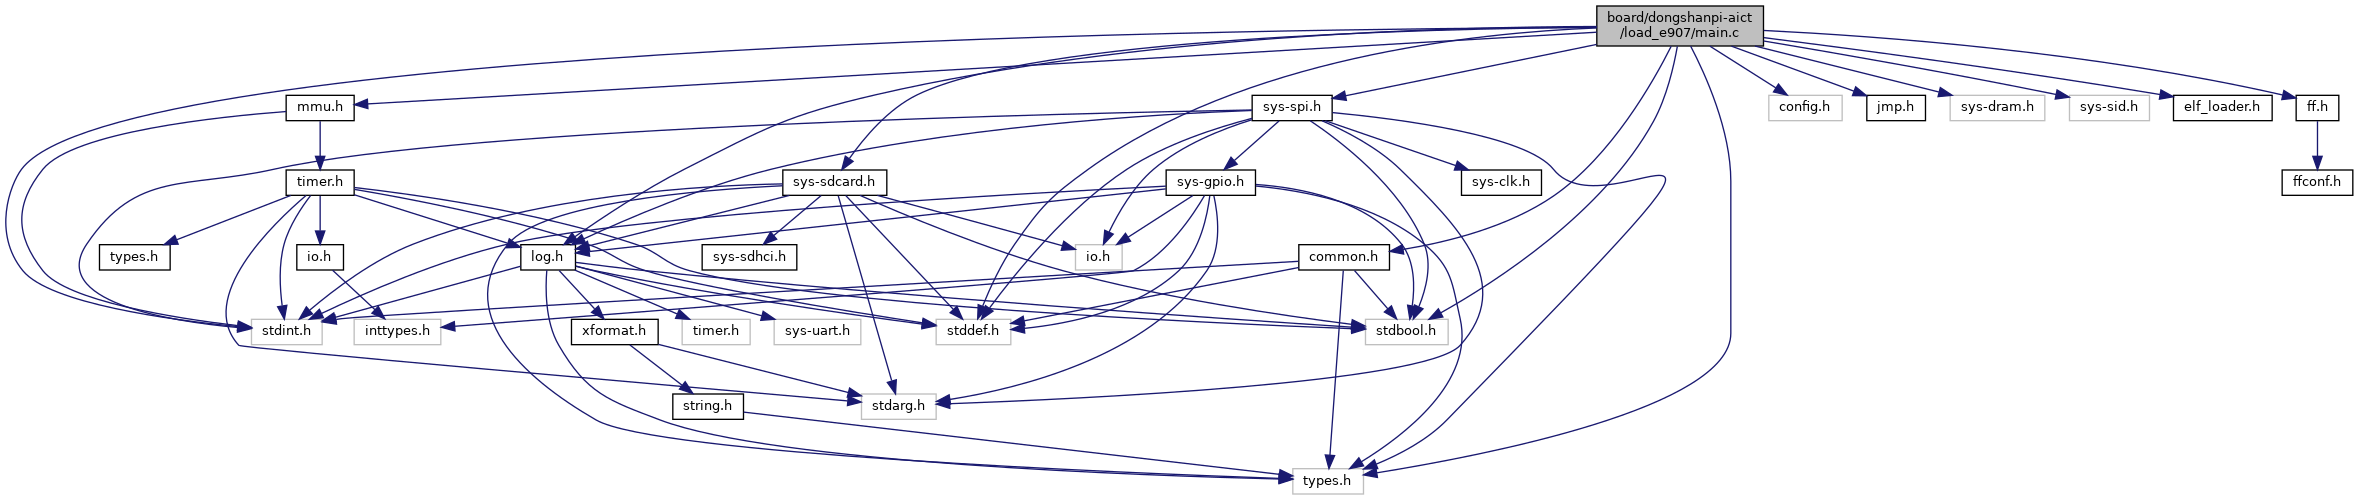 board/dongshanpi-aict
/load_e907/main.c
mmu.h
sys-spi.h
config.h
jmp.h
sys-dram.h
sys-sid.h
elf_loader.h
ff.h
timer.h
sys-sdcard.h
sys-gpio.h
sys-clk.h
ffconf.h
types.h
io.h
log.h
sys-sdhci.h
io.h
common.h
stdint.h
inttypes.h
xformat.h
timer.h
sys-uart.h
stddef.h
stdbool.h
string.h
stdarg.h
types.h